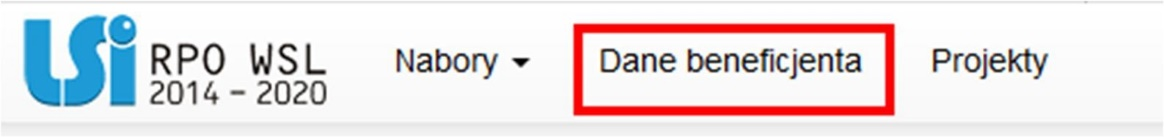 LSI RPO WSL
2014 - 2020
Nabory
Dane beneficjenta
Projekty